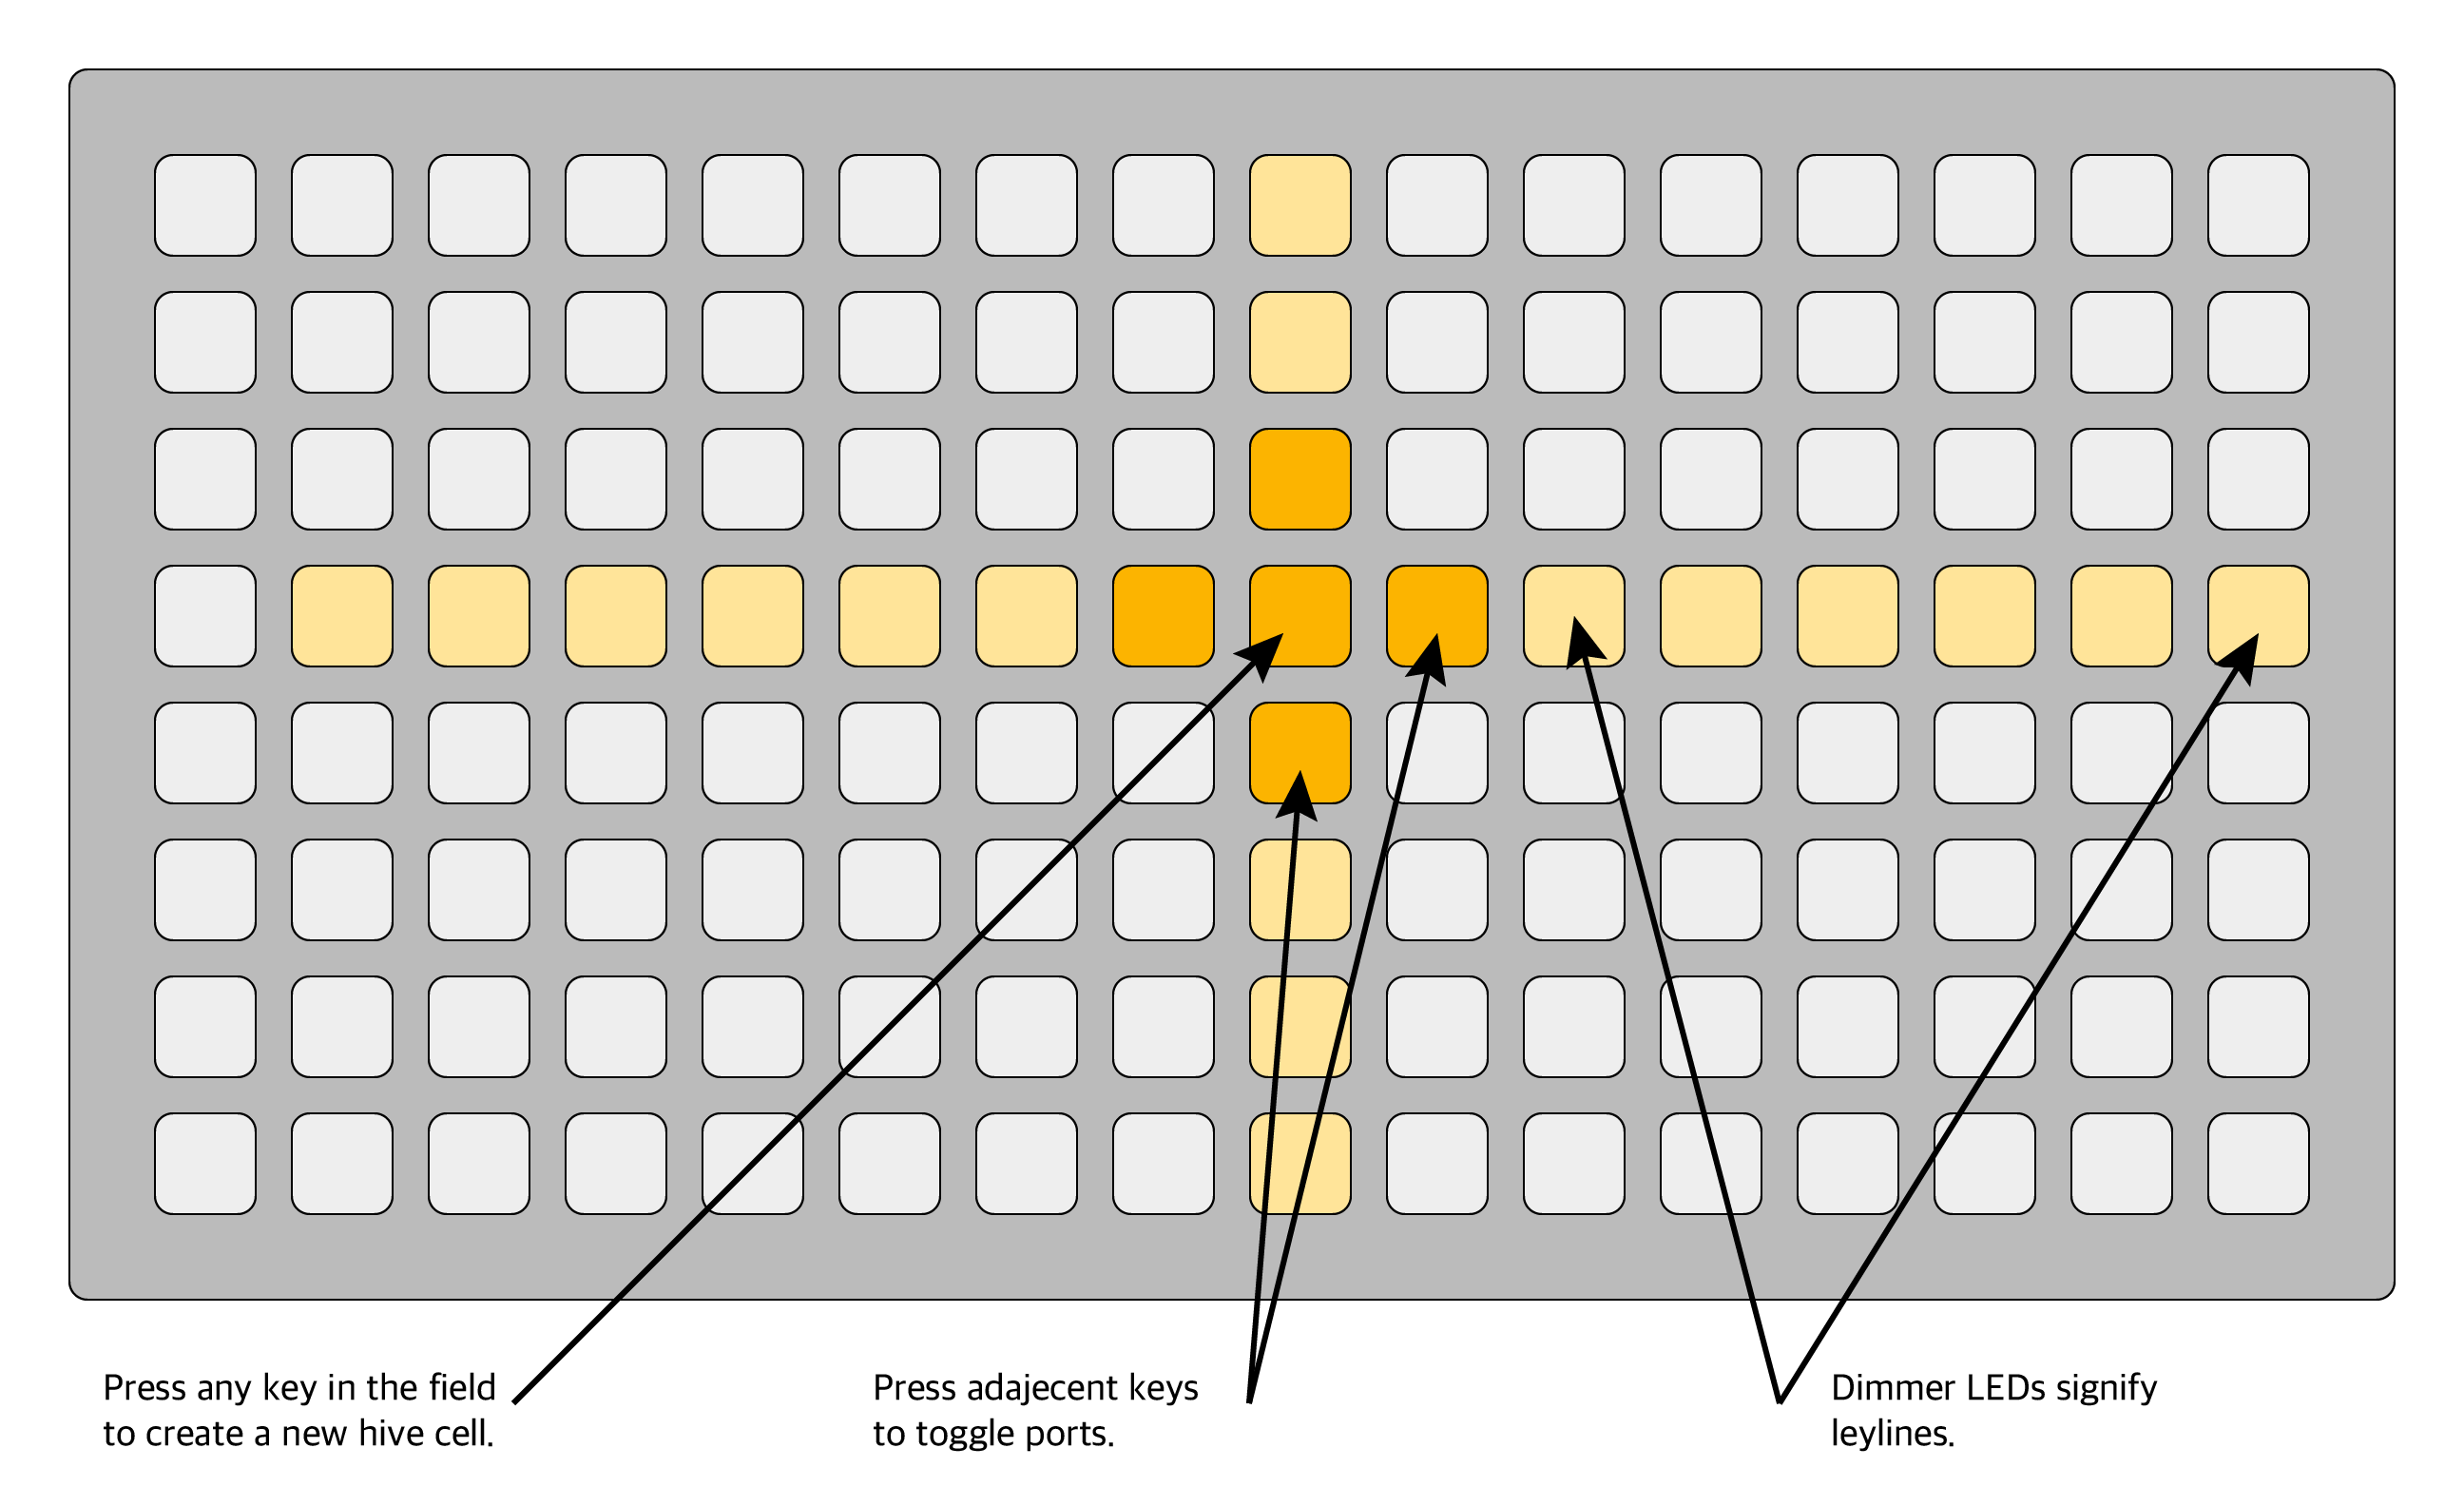 Press any key in the field
to create a new hive cell.
Press adjacent keys
to toggle ports.
Dimmer LEDs signify
leylines.